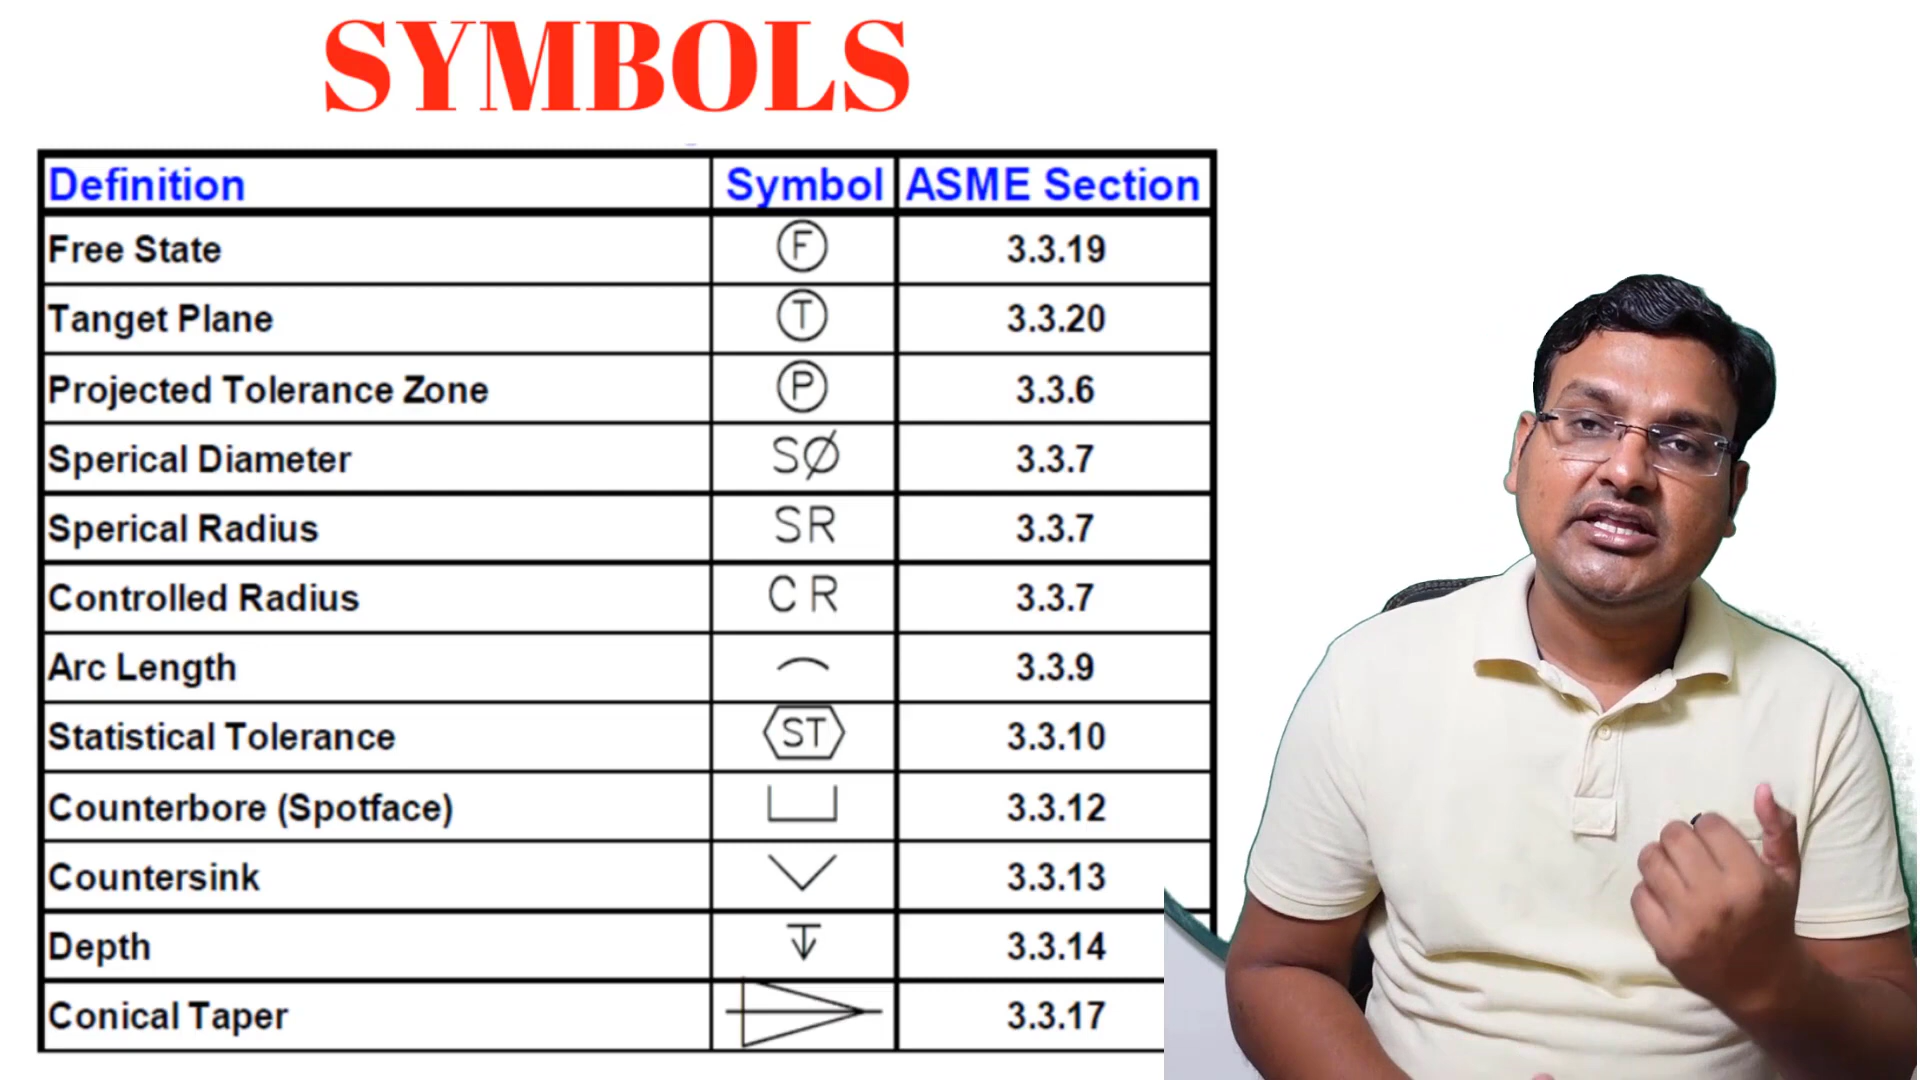 SYMBOLS
Definition Symbol ASME Section
Free State Ⓕ 3.3.19
Tanget Plane Ⓣ 3.3.20
Projected Tolerance Zone Ⓟ 3.3.6
Sperical Diameter SØ 3.3.7
Sperical Radius SR 3.3.7
Controlled Radius CR 3.3.7
Arc Length ⌒ 3.3.9
Statistical Tolerance ST 3.3.10
Counterbore (Spotface) ⌴ 3.3.12
Countersink ⌵ 3.3.13
Depth ↧ 3.3.14
Conical Taper ⌲ 3.3.17